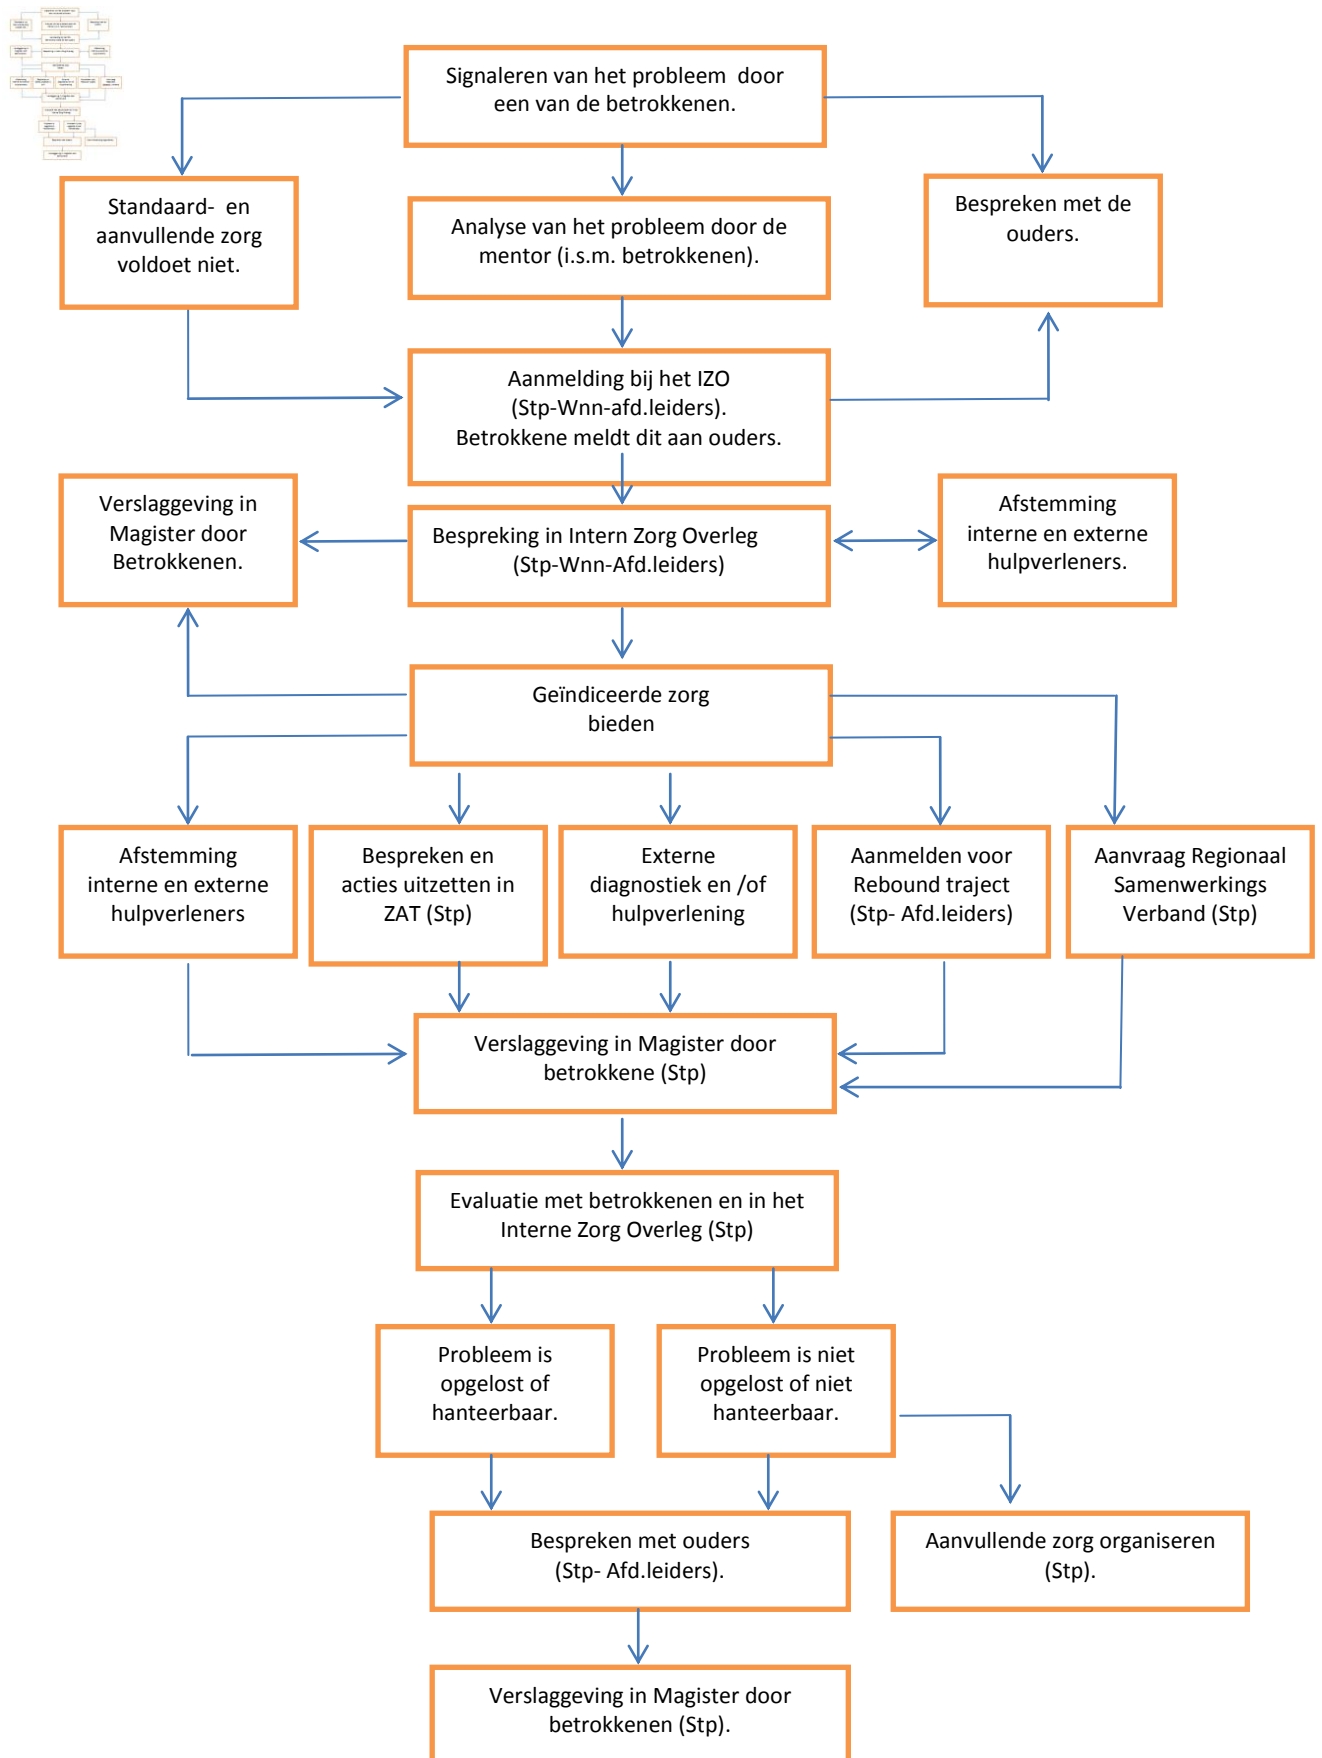 Signaleren van het probleem door
een van de betrokkenen.
Standaard- en
aanvullende zorg
voldoet niet.
Analyse van het probleem door de
mentor (i.s.m. betrokkenen).
Bespreken met de
ouders.
Aanmelding bij het IZO
(Stp-Wnn-afd.leiders).
Betrokkene meldt dit aan ouders.
Verslaggeving in
Magister door
Betrokkenen.
Bespreking in Intern Zorg Overleg
(Stp-Wnn-Afd.leiders)
Afstemming
interne en externe
hulpverleners.
Geïndiceerde zorg
bieden
Afstemming
interne en externe
hulpverleners
Bespreken en
acties uitzetten in
ZAT (Stp)
Externe
diagnostiek en /of
hulpverlening
Aanmelden voor
Rebound traject
(Stp- Afd.leiders)
Aanvraag Regionaal
Samenwerkings
Verband (Stp)
Verslaggeving in Magister door
betrokkene (Stp)
Evaluatie met betrokkenen en in het
Interne Zorg Overleg (Stp)
Probleem is
opgelost of
hanteerbaar.
Probleem is niet
opgelost of niet
hanteerbaar.
Bespreken met ouders
(Stp- Afd.leiders).
Aanvullende zorg organiseren
(Stp).
Verslaggeving in Magister door
betrokkenen (Stp).